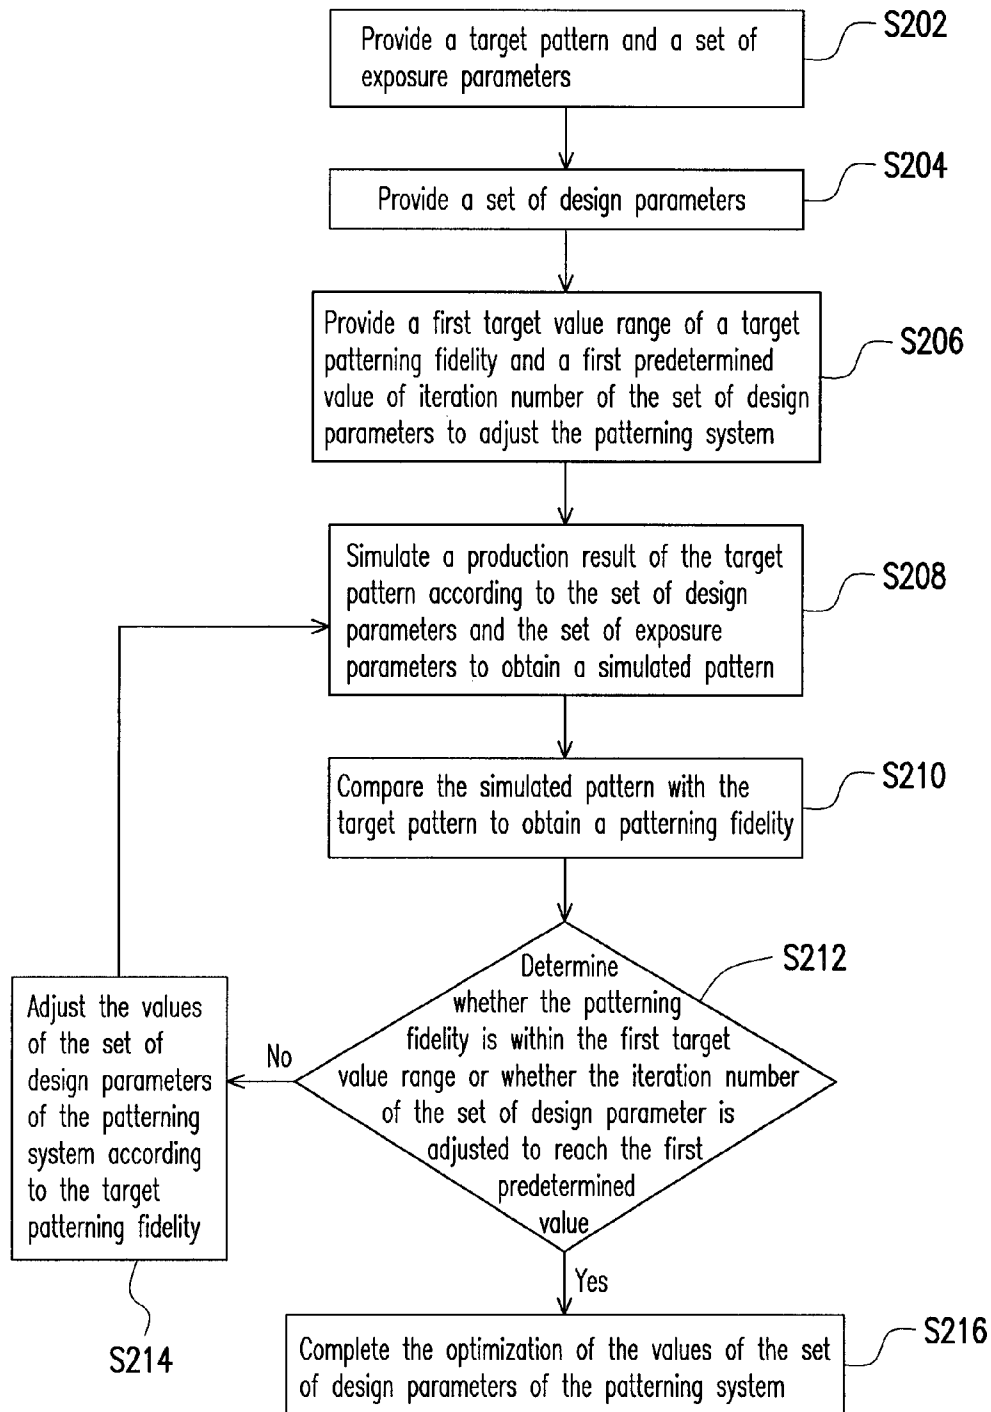 Provide a target pattern and a set of
exposure parameters
S202
Provide a set of design parameters
S204
Provide a first target value range of a target
patterning fidelity and a first predetermined
value of iteration number of the set of design
parameters to adjust the patterning system
S206
Simulate a production result of the target
pattern according to the set of design
parameters and the set of exposure
parameters to obtain a simulated pattern
S208
Compare the simulated pattern with the
target pattern to obtain a patterning fidelity
S210
Determine
whether the patterning
fidelity is within the first target
value range or whether the iteration number
of the set of design parameter is
adjusted to reach the first
predetermined
value
S212
No
Adjust the values
of the set of
design parameters
of the patterning
system according
to the target
patterning fidelity
S214
Yes
Complete the optimization of the values of the set
of design parameters of the patterning system
S216